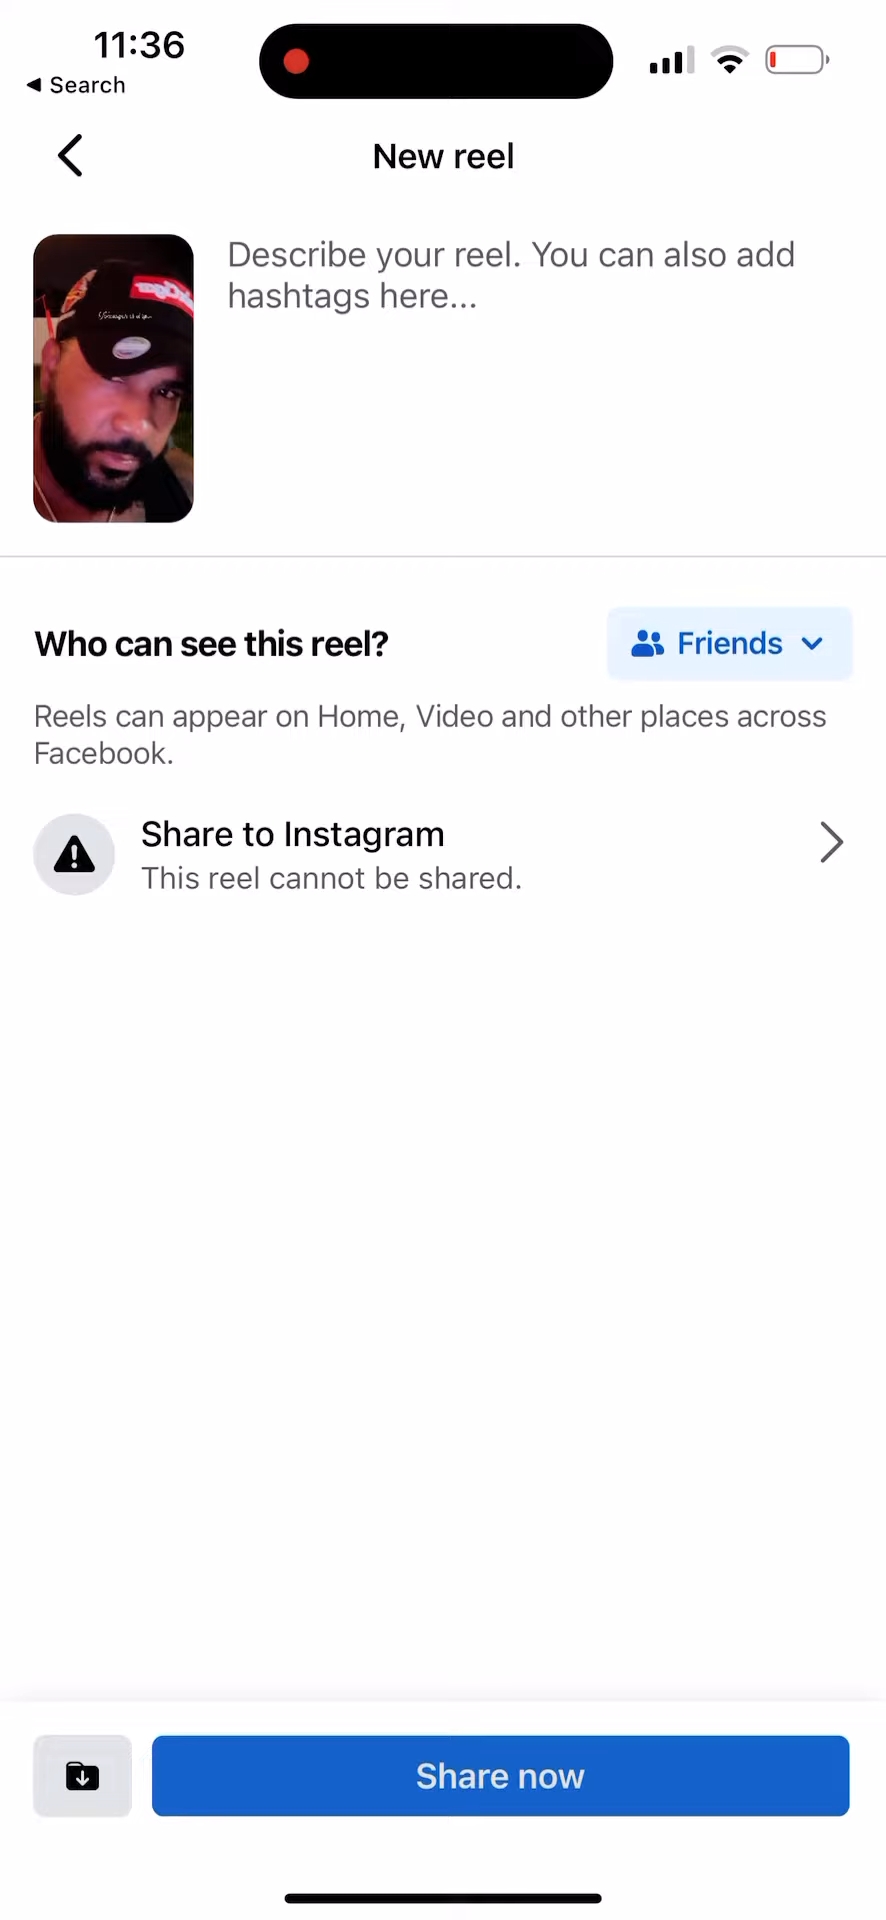 11:36
◀ Search
New reel
Describe your reel. You can also add
hashtags here...
Who can see this reel?
Friends
Reels can appear on Home, Video and other places across
Facebook.
Share to Instagram
This reel cannot be shared.
Share now